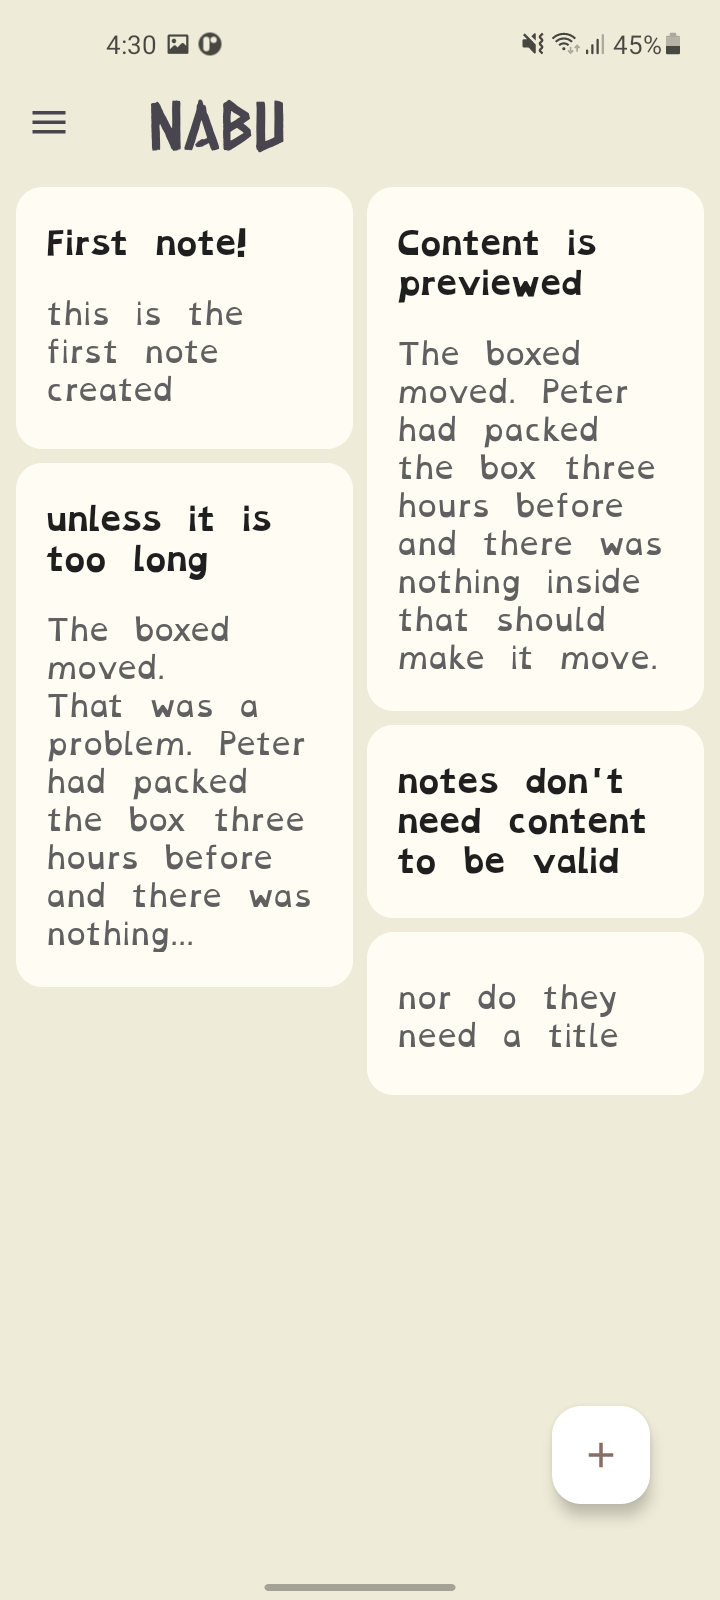 4:30
45%
NABU
First note!
this is the
first note
created
Content is
previewed
The boxed
moved. Peter
had packed
the box three
hours before
and there was
nothing inside
that should
make it move.
unless it is
too long
The boxed
moved.
That was a
problem. Peter
had packed
the box three
hours before
and there was
nothing...
notes don't
need content
to be valid
nor do they
need a title